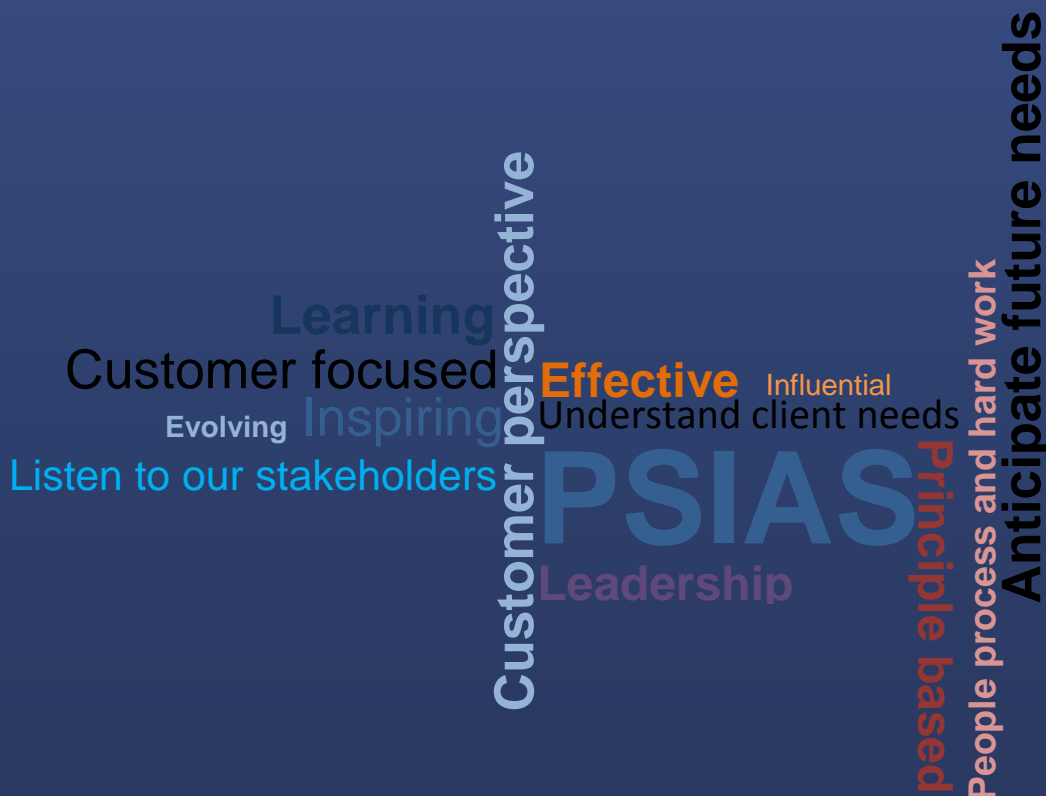 Anticipate future needs
Customer perspective
People process and hard work
Learning
Customer focused
Effective
Influential
Evolving
Inspiring
Understand client needs
Listen to our stakeholders
PSIAS
Principle based
Leadership